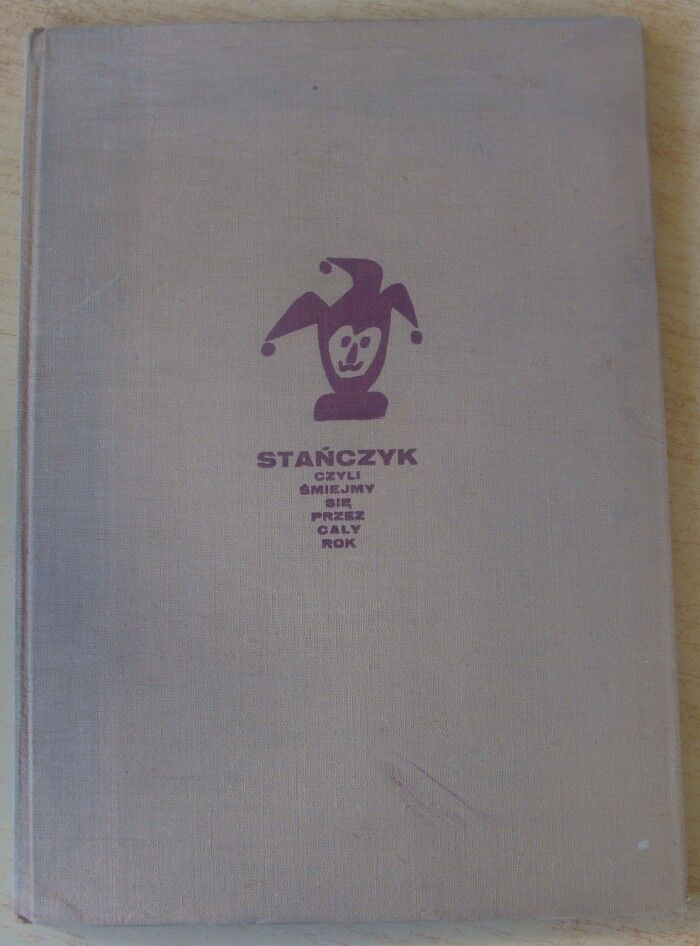 STAŃCZYK
CZYLI
ŚMIEJMY
SIĘ
PRZEZ
CAŁY
ROK